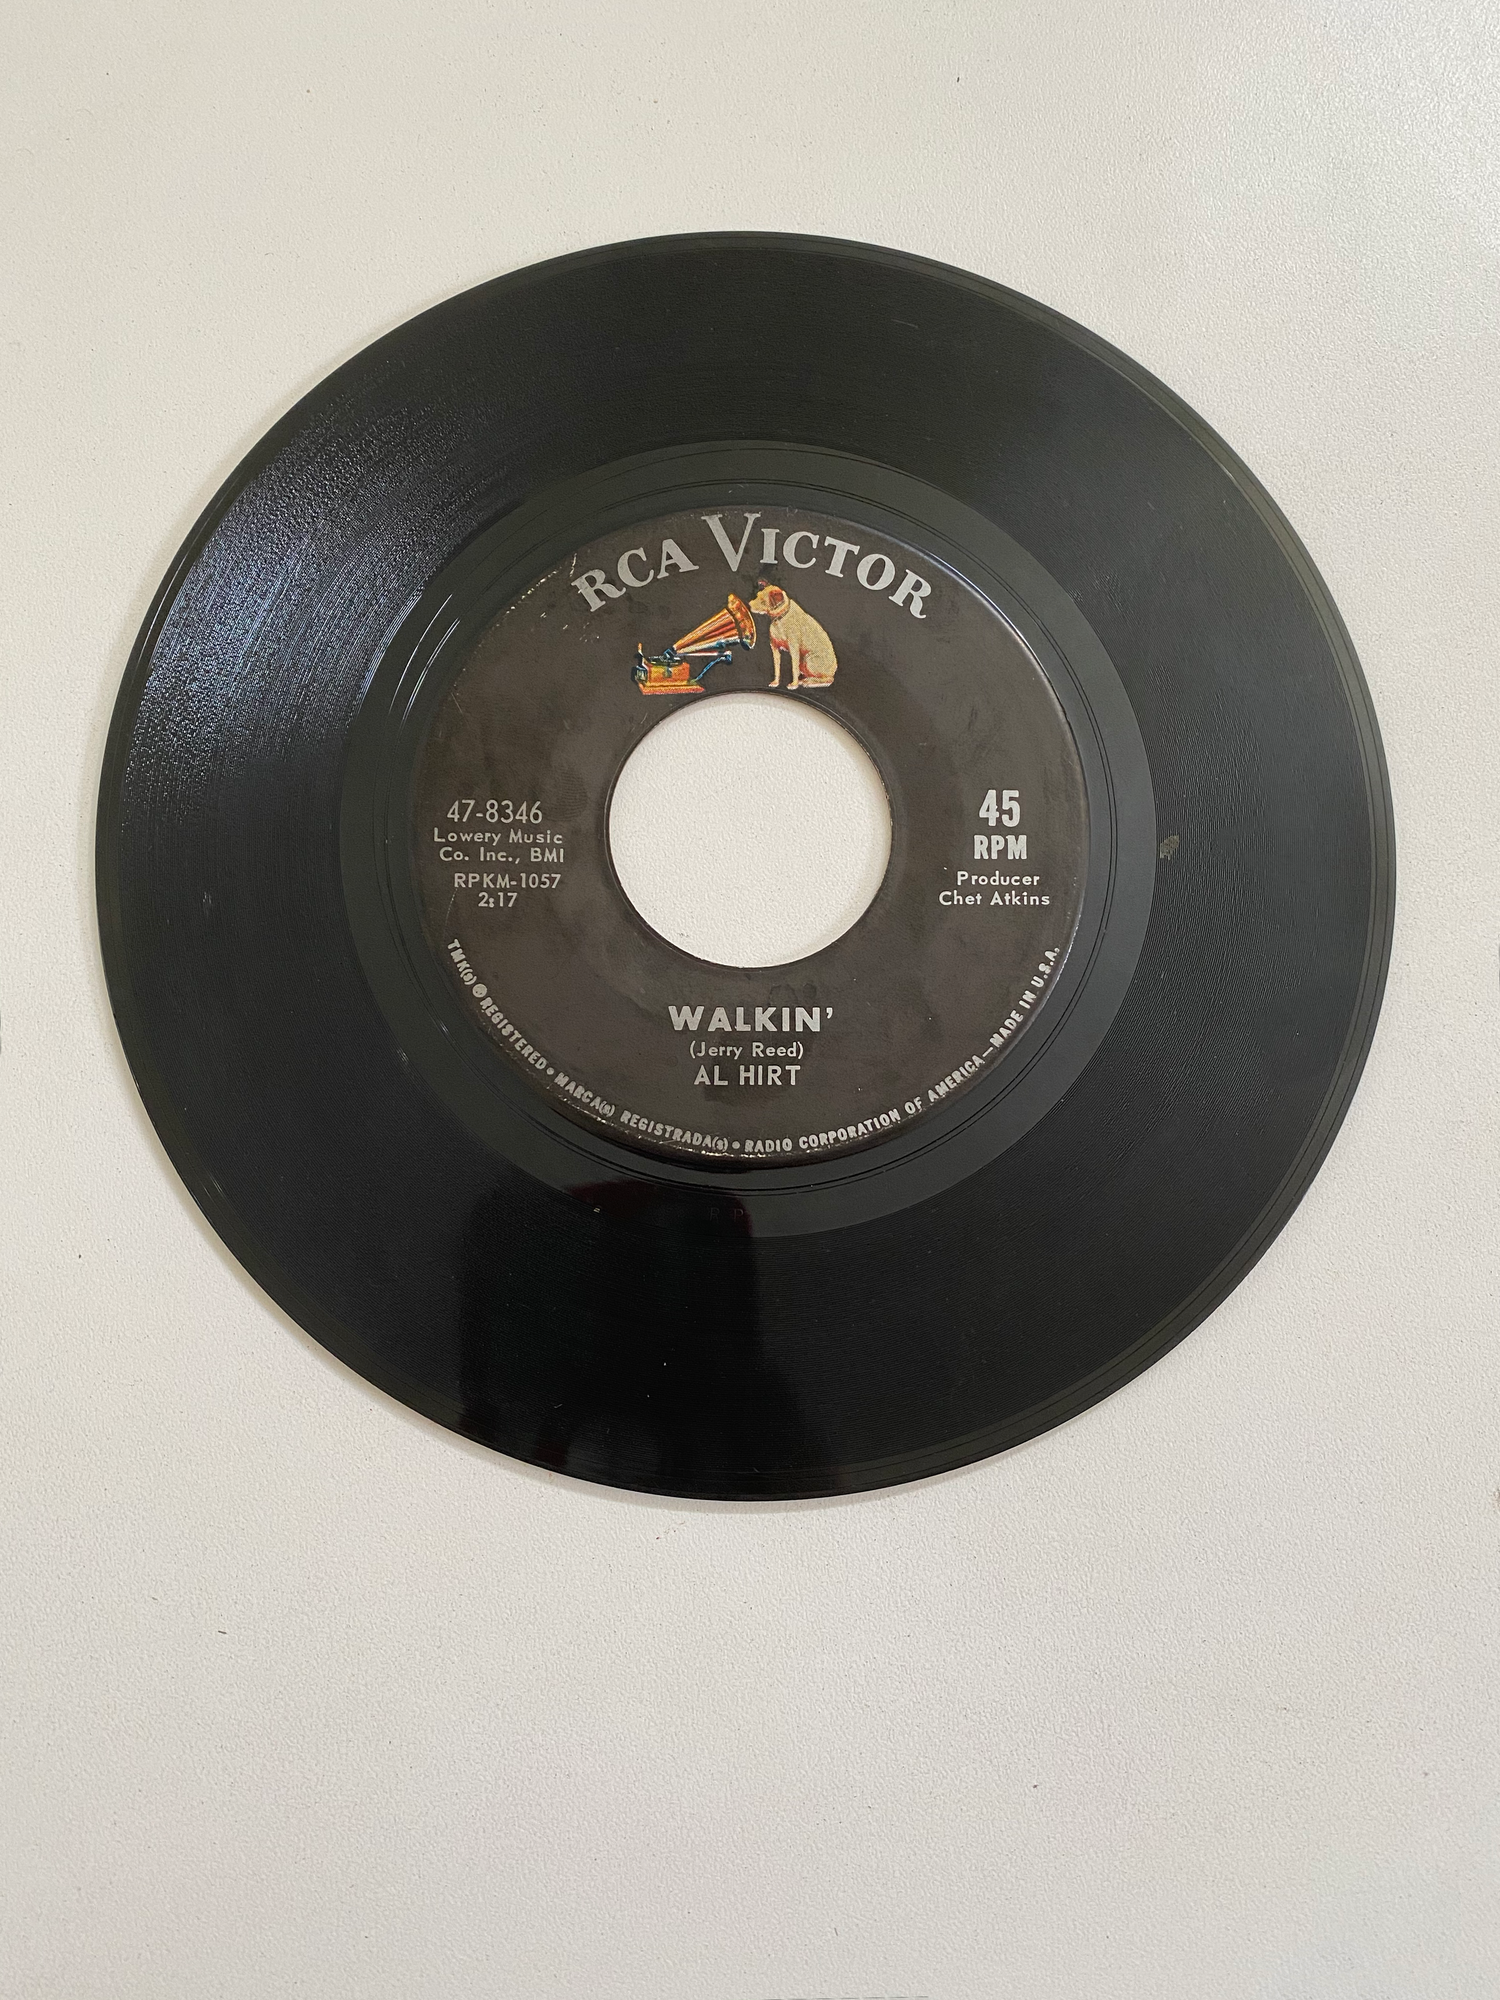 RCA VICTOR
47-8346
Lowery Music
Co. Inc., BMI
RPKM-1057
2:17
45
RPM
Producer
Chet Atkins
WALKIN'
(Jerry Reed)
AL HIRT
TMK(s) ® REGISTERED • MARCA(s) REGISTRADA(s) • RADIO CORPORATION OF AMERICA—MADE IN U.S.A.